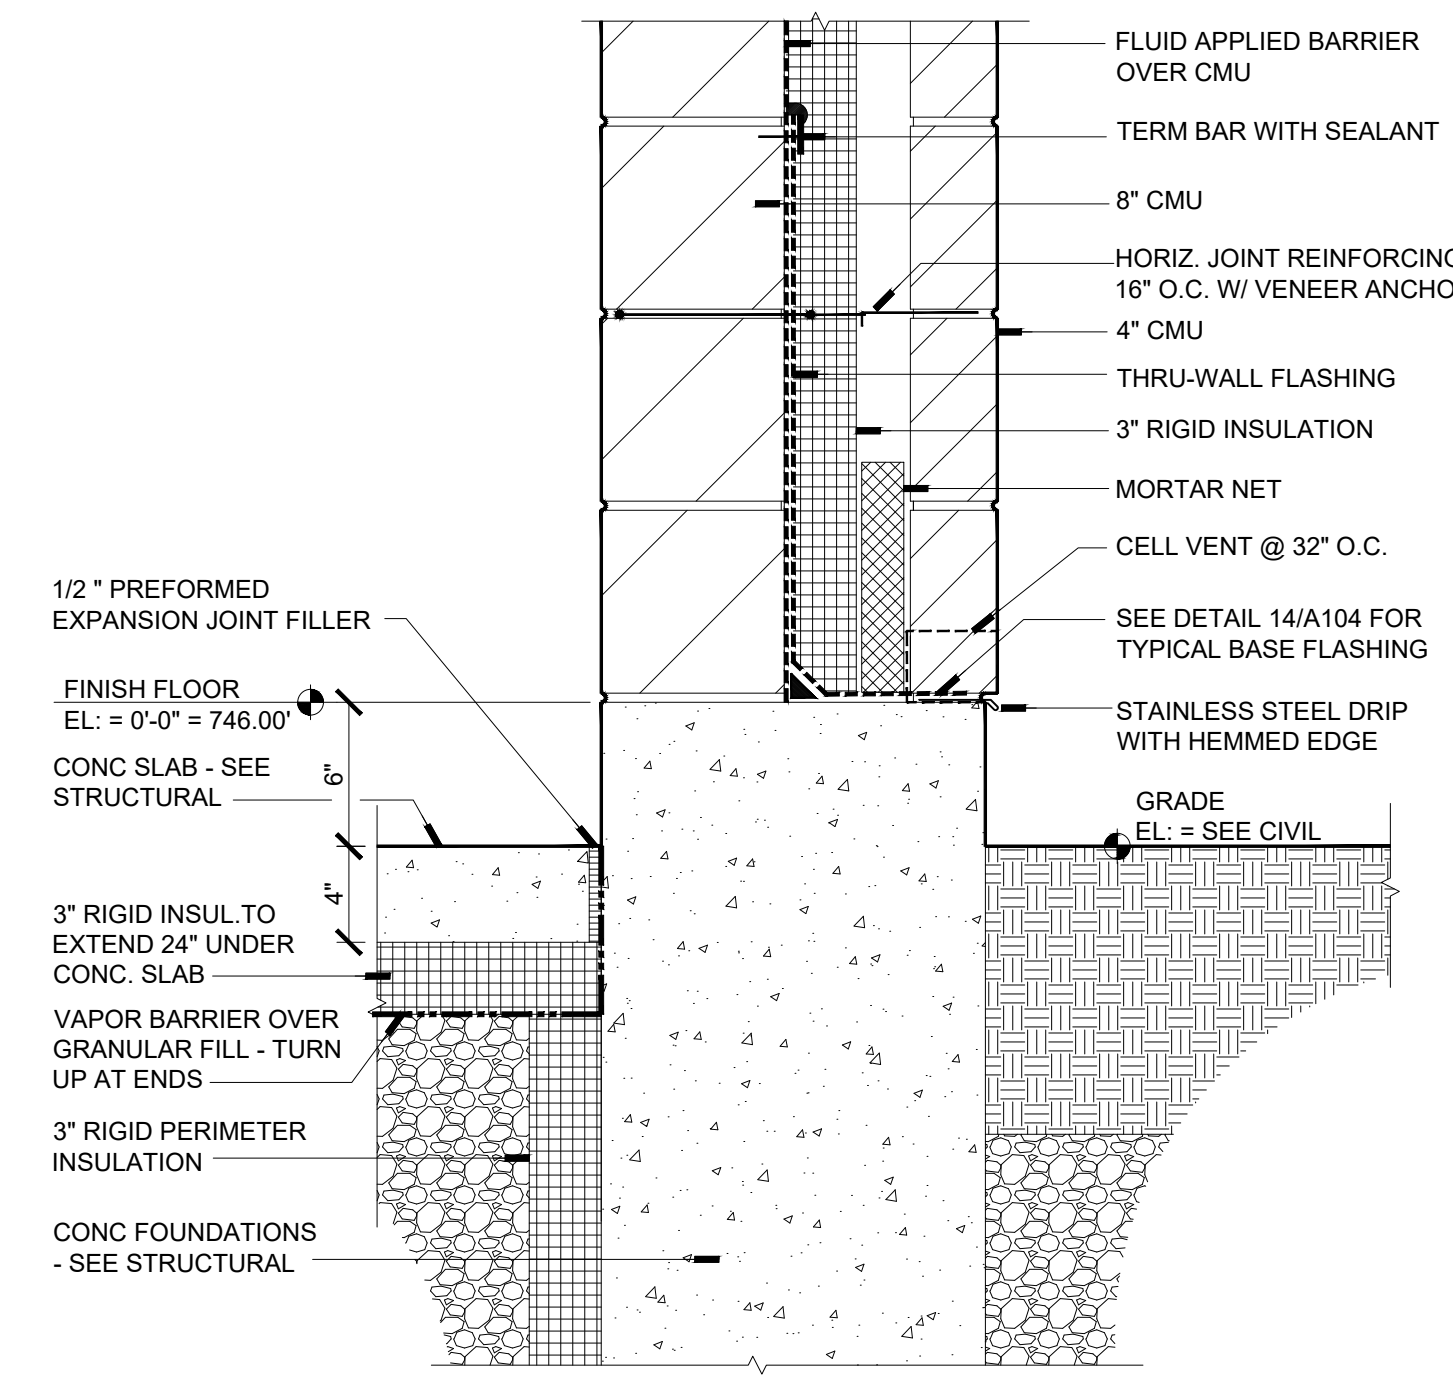 FLUID APPLIED BARRIER
OVER CMU
TERM BAR WITH SEALANT
8" CMU
HORIZ. JOINT REINFORCING
16" O.C. W/ VENEER ANCHO
4" CMU
THRU-WALL FLASHING
3" RIGID INSULATION
MORTAR NET
CELL VENT @ 32" O.C.
SEE DETAIL 14/A104 FOR
TYPICAL BASE FLASHING
STAINLESS STEEL DRIP
WITH HEMMED EDGE
GRADE
EL: = SEE CIVIL
1/2 " PREFORMED
EXPANSION JOINT FILLER
FINISH FLOOR
EL: = 0'-0" = 746.00'
6"
CONC SLAB - SEE
STRUCTURAL
4"
3" RIGID INSUL.TO
EXTEND 24" UNDER
CONC. SLAB
VAPOR BARRIER OVER
GRANULAR FILL - TURN
UP AT ENDS
3" RIGID PERIMETER
INSULATION
CONC FOUNDATIONS
- SEE STRUCTURAL